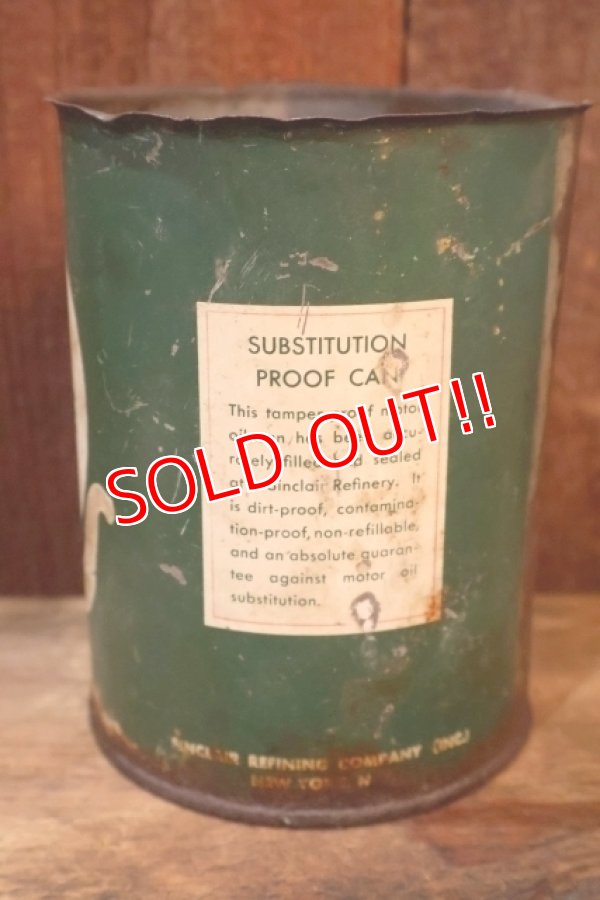 SUBSTITUTION
PROOF CAN
This tamper-proof motor
oil can has been accu-
rately filled and sealed
at a Sinclair Refinery. It
is dirt-proof, contamina-
tion-proof, non-refillable,
and an absolute guaran-
tee against motor oil
substitution.
SOLD OUT!!
SINCLAIR REFINING COMPANY (INC.)
NEW YORK, N